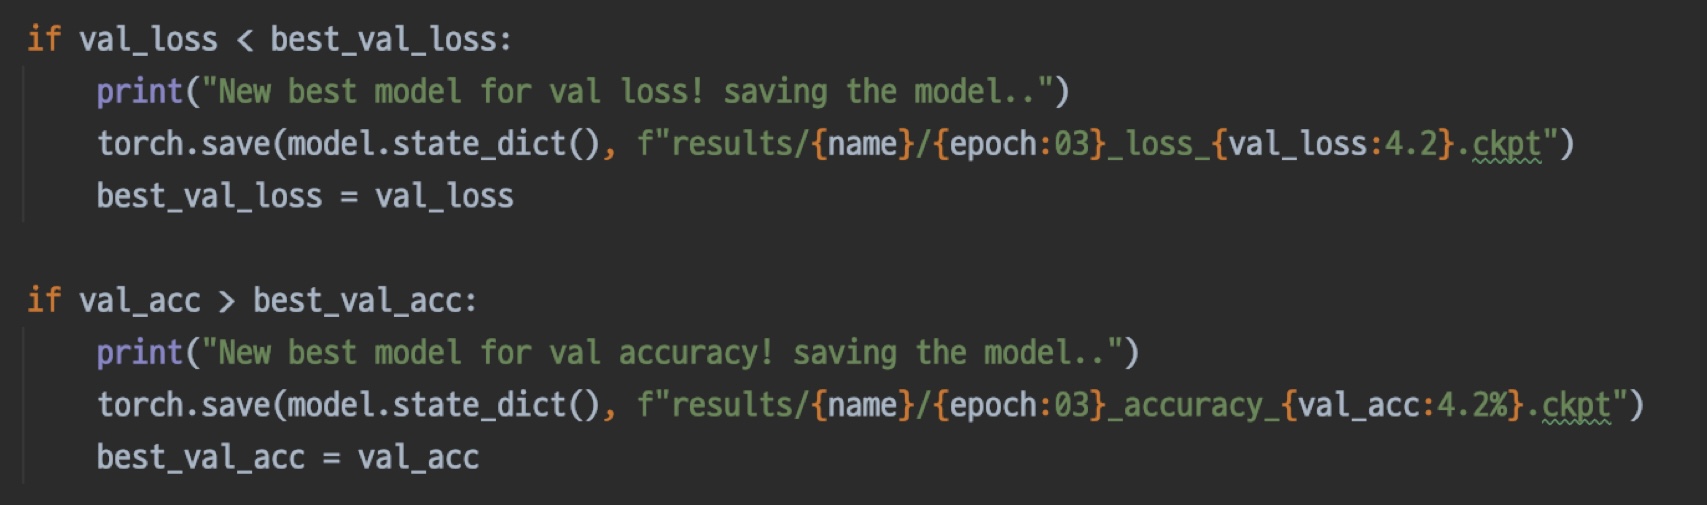 if val_loss < best_val_loss:
    print("New best model for val loss! saving the model..")
    torch.save(model.state_dict(), f"results/{name}/{epoch:03}_loss_{val_loss:4.2}.ckpt")
    best_val_loss = val_loss
if val_acc > best_val_acc:
    print("New best model for val accuracy! saving the model..")
    torch.save(model.state_dict(), f"results/{name}/{epoch:03}_accuracy_{val_acc:4.2%}.ckpt")
    best_val_acc = val_acc